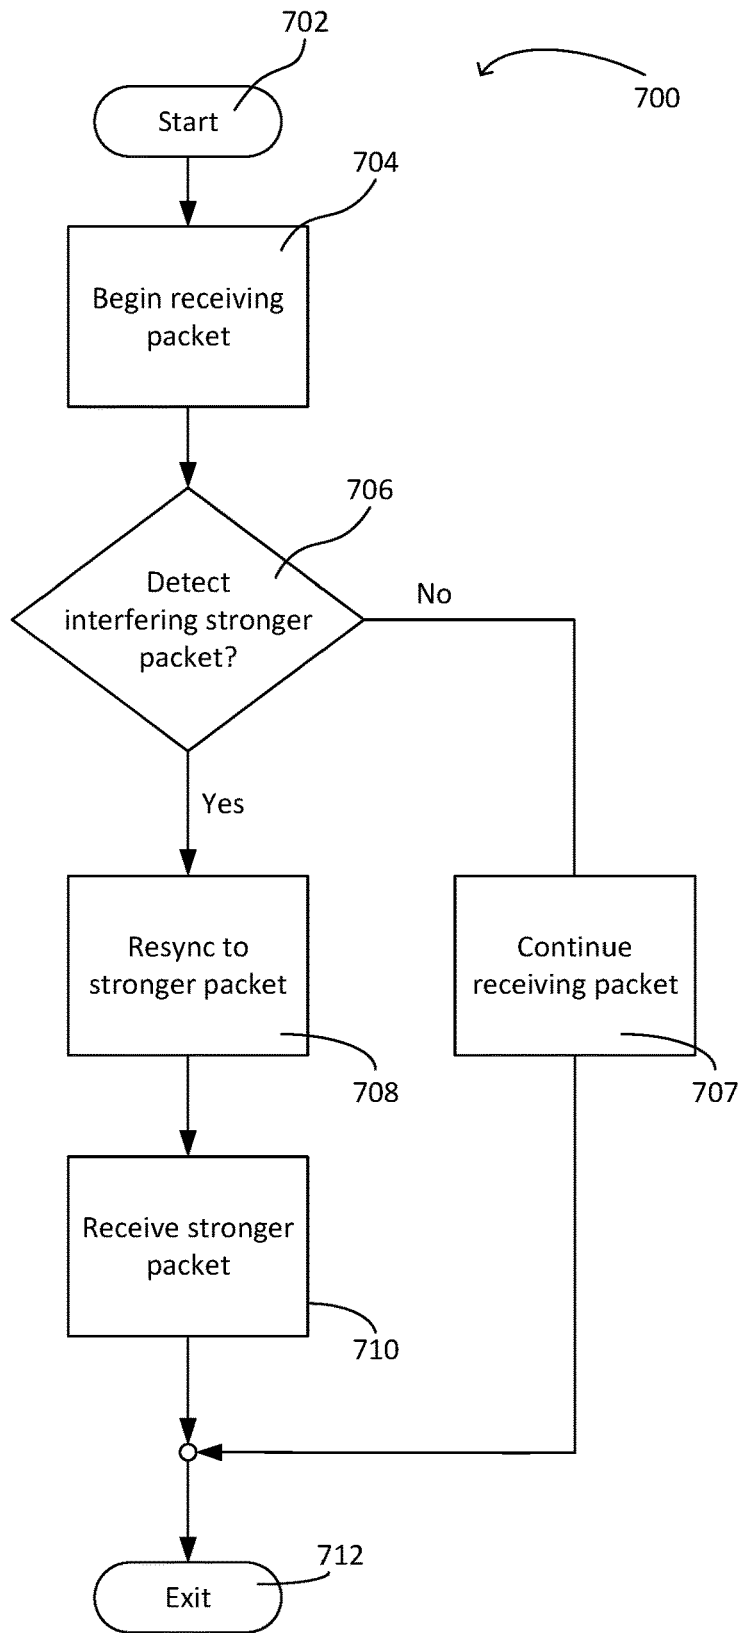 702
700
Start
704
Begin receiving
packet
706
Detect
interfering stronger
packet?
No
Yes
Resync to
stronger packet
708
Continue
receiving packet
707
Receive stronger
packet
710
712
Exit